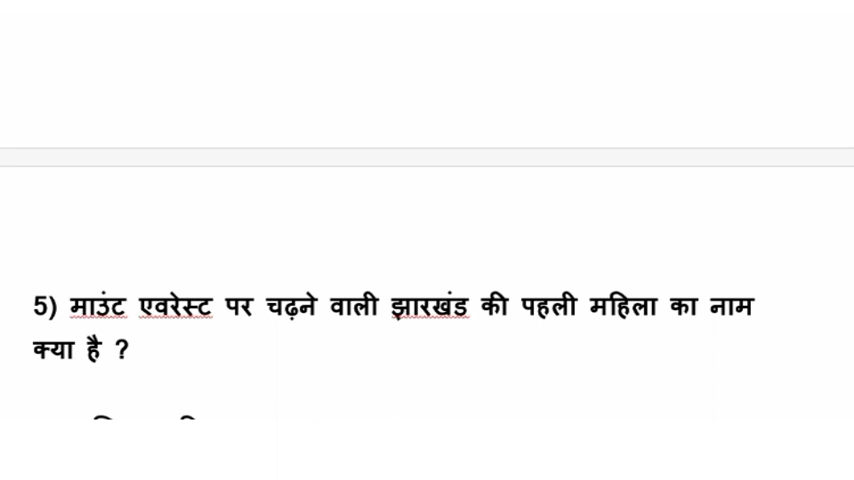 5) माउंट एवरेस्ट पर चढ़ने वाली झारखंड की पहली महिला का नाम
क्या है ?